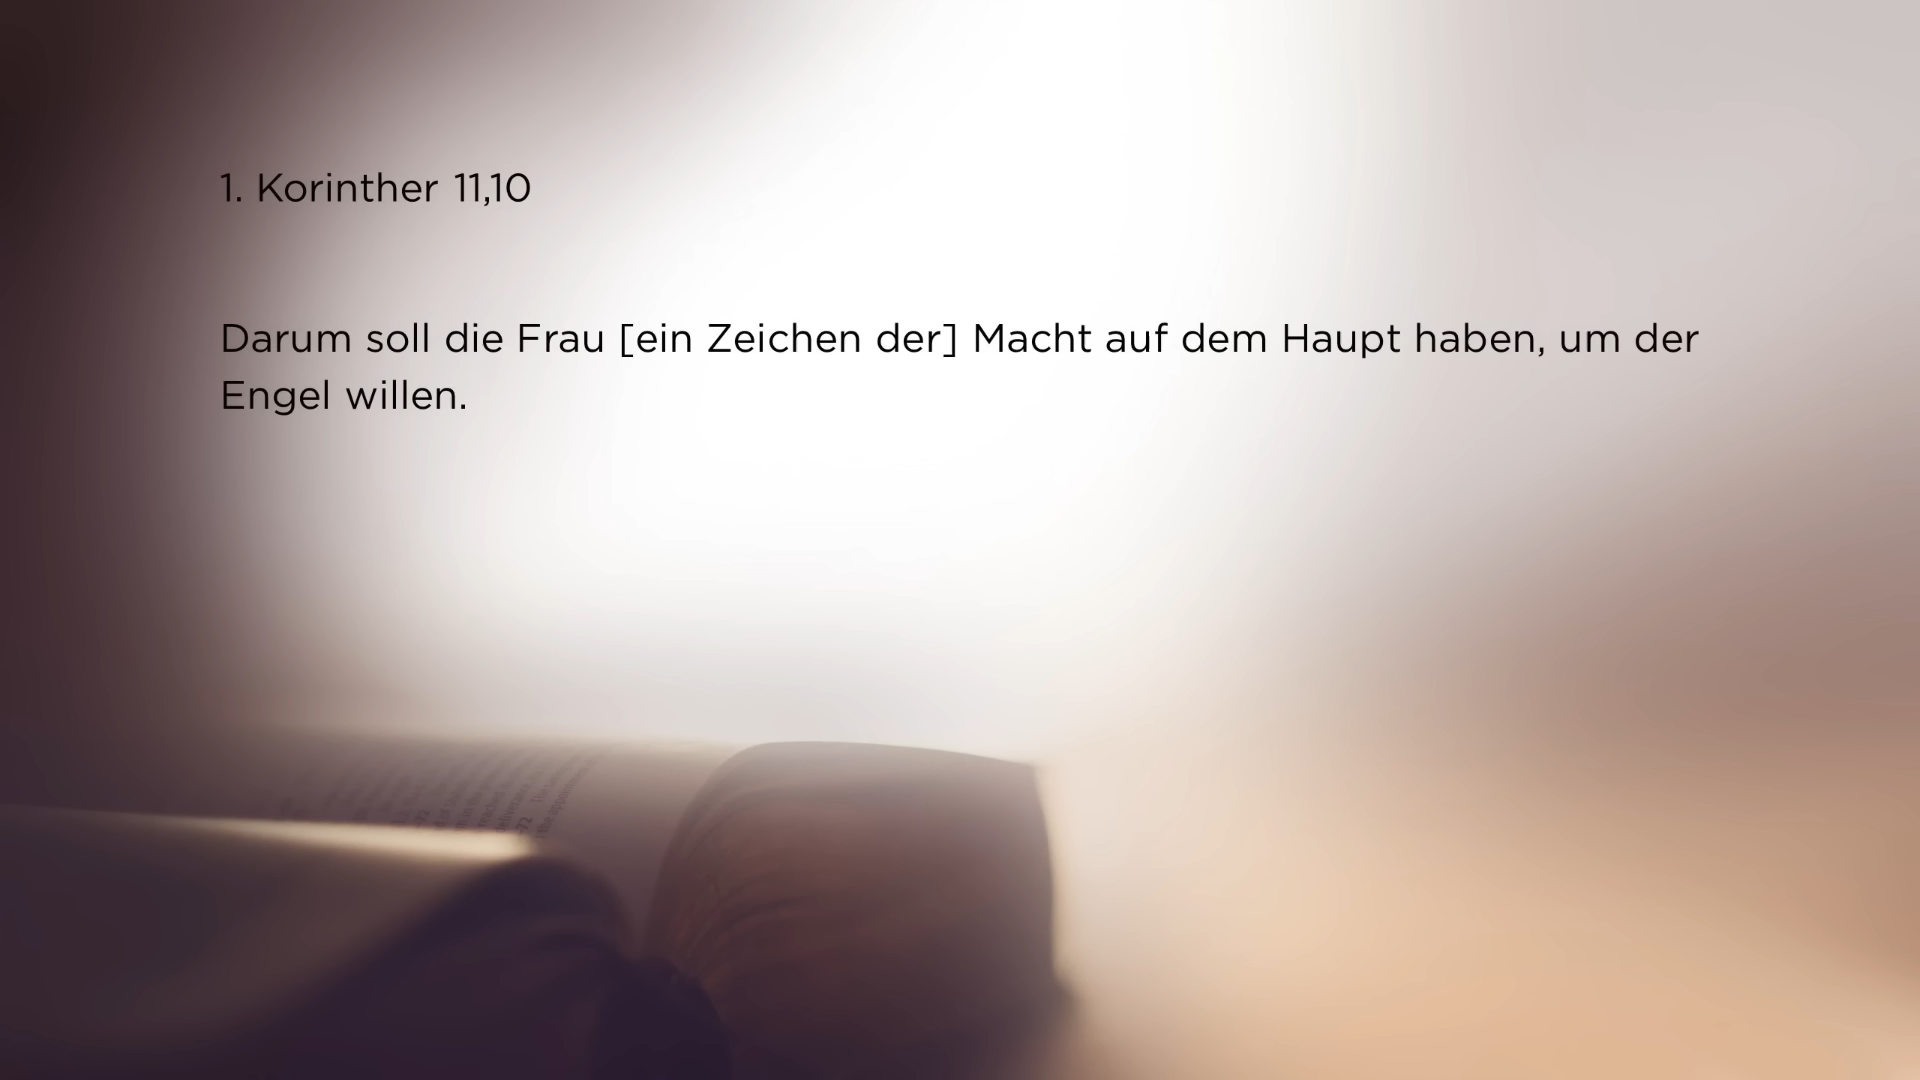 1. Korinther 11,10
Darum soll die Frau [ein Zeichen der] Macht auf dem Haupt haben, um der
Engel willen.